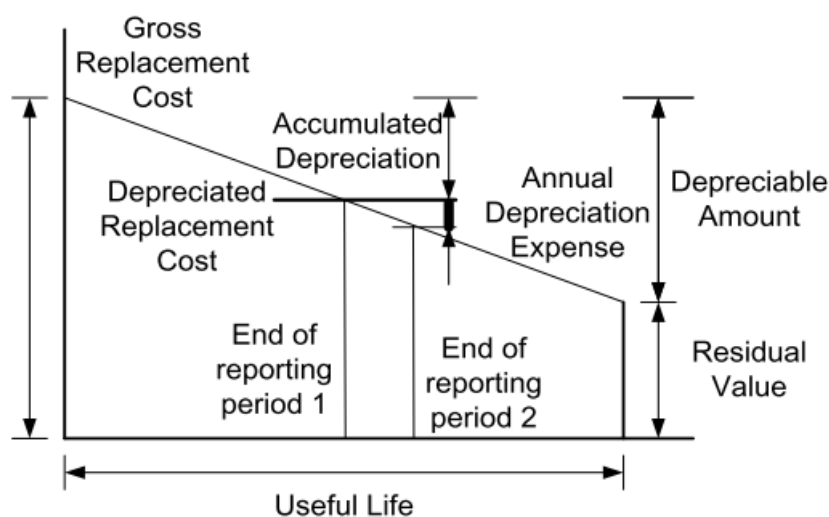 Gross
Replacement
Cost
Accumulated
Depreciation
Depreciated
Replacement
Cost
Annual
Depreciation
Expense
Depreciable
Amount
End of
reporting
period 1
End of
reporting
period 2
Residual
Value
Useful Life